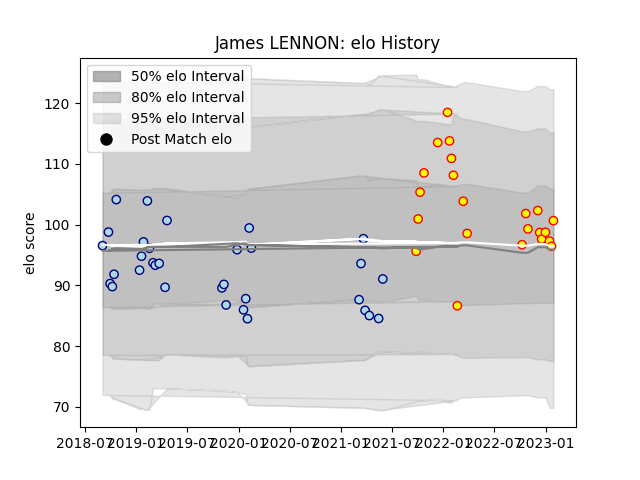 James LENNON: elo History
50% elo Interval
80% elo Interval
95% elo Interval
Post Match elo
elo score
120
110
100
90
80
70
2018-07 2019-01 2019-07 2020-01 2020-07 2021-01 2021-07 2022-01 2022-07 2023-01